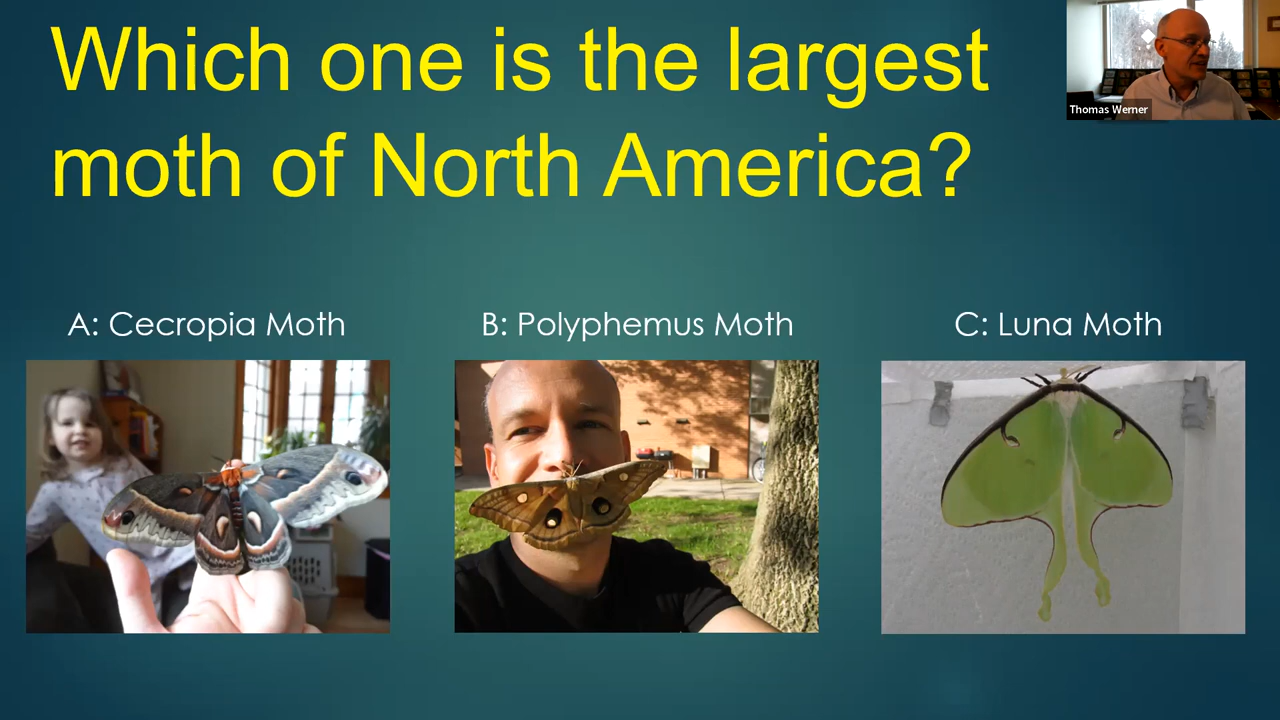 Which one is the largest
moth of North America?
Thomas Werner
A: Cecropia Moth
B: Polyphemus Moth
C: Luna Moth